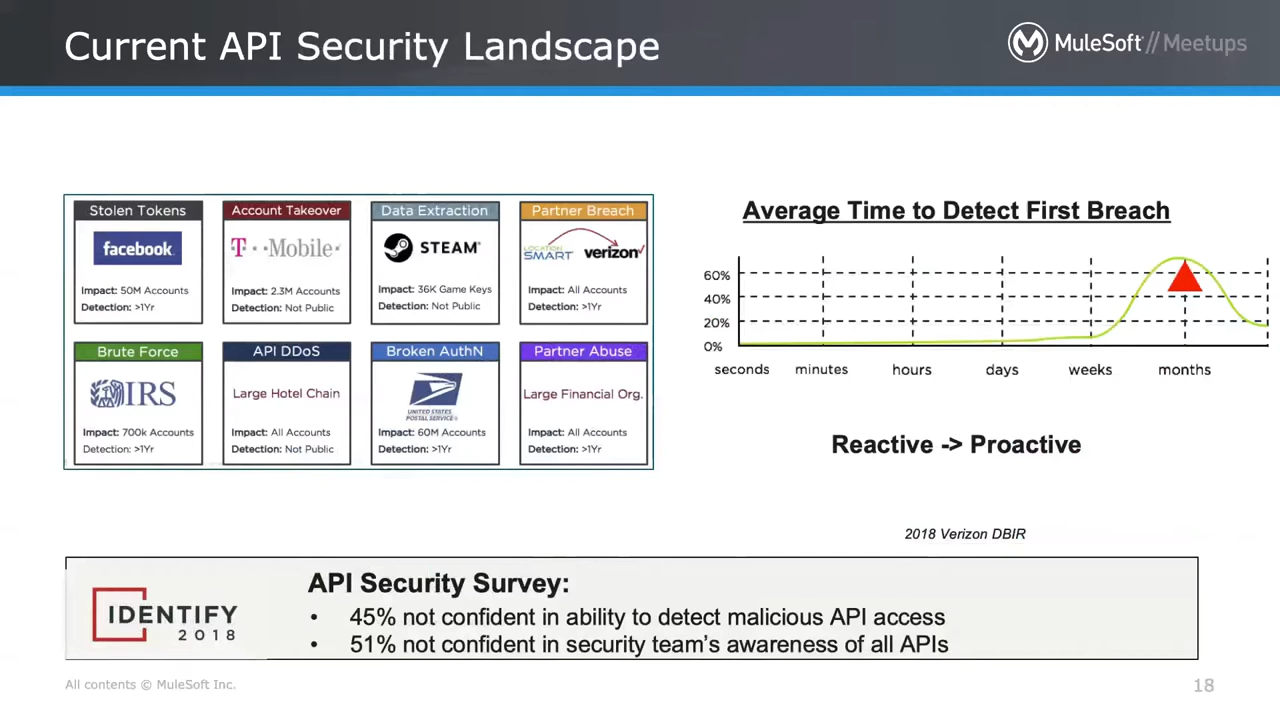 Current API Security Landscape
MuleSoft // Meetups
Stolen Tokens
facebook
Impact: 50M Accounts
Detection: >1Yr
Account Takeover
T··Mobile·
Impact: 2.3M Accounts
Detection: Not Public
Data Extraction
STEAM
Impact: 36K Game Keys
Detection: Not Public
Partner Breach
LOCATION
SMART
verizon
Impact: All Accounts
Detection: >1Yr
Brute Force
IRS
Impact: 700k Accounts
Detection: >1Yr
API DDoS
Large Hotel Chain
Impact: All Accounts
Detection: Not Public
Broken AuthN
UNITED STATES
POSTAL SERVICE
Impact: 60M Accounts
Detection: >1Yr
Partner Abuse
Large Financial Org.
Impact: All Accounts
Detection: >1Yr
Average Time to Detect First Breach
60%
40%
20%
0%
seconds minutes hours days weeks months
Reactive -> Proactive
2018 Verizon DBIR
IDENTIFY
2018
API Security Survey:
• 45% not confident in ability to detect malicious API access
• 51% not confident in security team's awareness of all APIs
All contents © MuleSoft Inc.
18